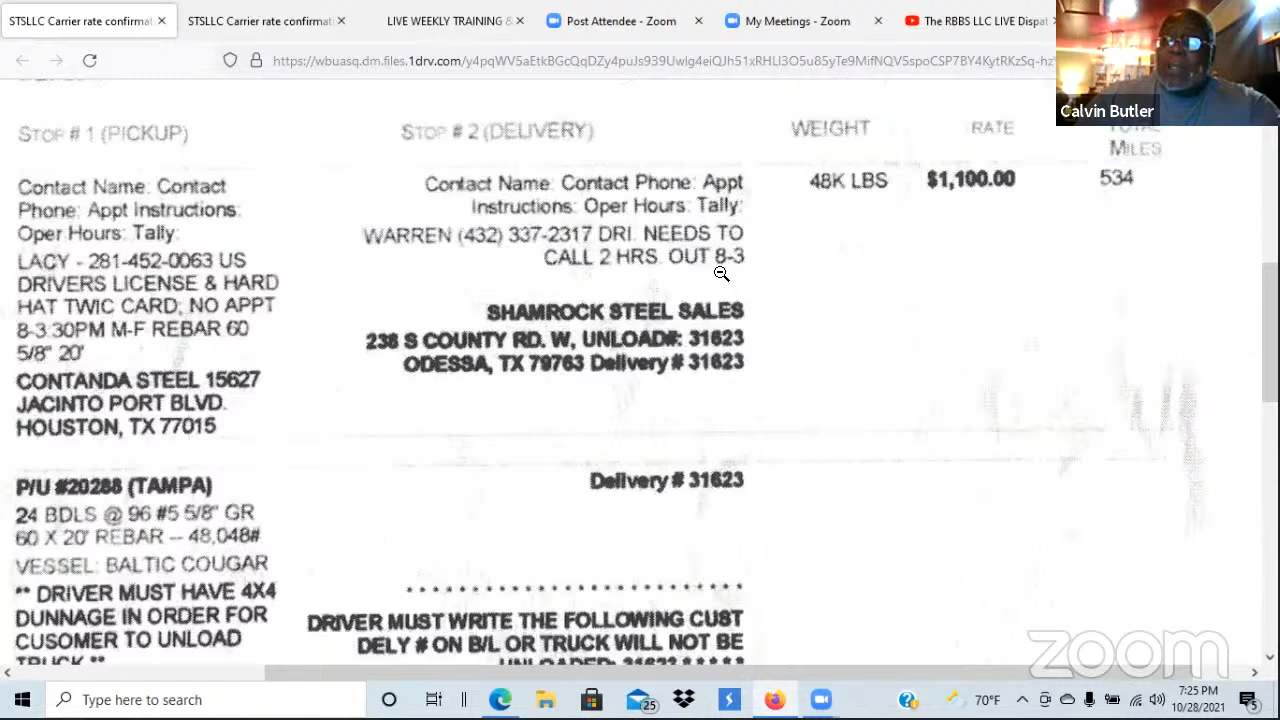 STSLLC Carrier rate confirmat
STSLLC Carrier rate confirmati
LIVE WEEKLY TRAINING &
Post Attendee - Zoom
My Meetings - Zoom
The RBBS LLC LIVE Dispat
Calvin Butler
STOP # 1 (PICKUP)
Contact Name: Contact
Phone: Appt Instructions:
Oper Hours: Tally:
LACY - 281-452-0063 US
DRIVERS LICENSE & HARD
HAT TWIC CARD, NO APPT
8-3:30PM M-F REBAR 60
5/8" 20'
CONTANDA STEEL 15627
JACINTO PORT BLVD.
HOUSTON, TX 77015
P/U #20288 (TAMPA)
24 BDLS @ 96 #5 5/8" GR
60 X 20' REBAR -- 48,048#
VESSEL: BALTIC COUGAR
** DRIVER MUST HAVE 4X4
DUNNAGE IN ORDER FOR
CUSOMER TO UNLOAD
TRUCK **
STOP # 2 (DELIVERY)
Contact Name: Contact Phone: Appt
Instructions: Oper Hours: Tally:
WARREN (432) 337-2317 DRI. NEEDS TO
CALL 2 HRS. OUT 8-3
SHAMROCK STEEL SALES
238 S COUNTY RD. W, UNLOAD#: 31623
ODESSA, TX 79763 Delivery # 31623
Delivery # 31623
DRIVER MUST WRITE THE FOLLOWING CUST
DELY # ON B/L OR TRUCK WILL NOT BE
UNLOADED: 31623 * * * * *
WEIGHT
48K LBS
RATE
$1,100.00
TOTAL
MILES
534
zoom
Type here to search
25
70°F
7:25 PM
10/28/2021
5